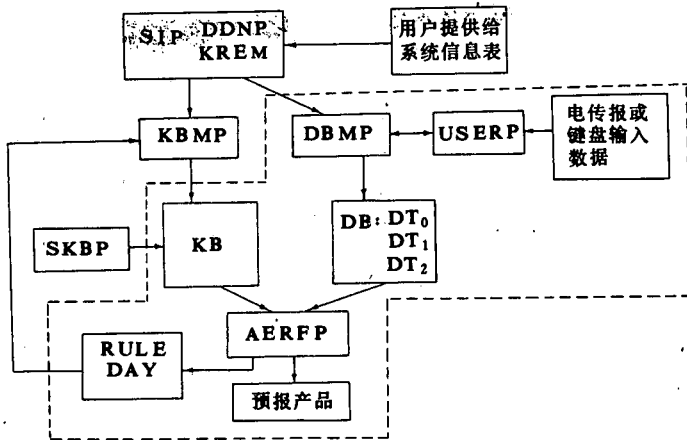 SIP DDNP
KREM
用户提供给
系统信息表
KBMP
DBMP
USERP
电传报或
键盘输入
数据
SKBP
KB
DB: DT₀
DT₁
DT₂
AERFP
RULE
DAY
预报产品